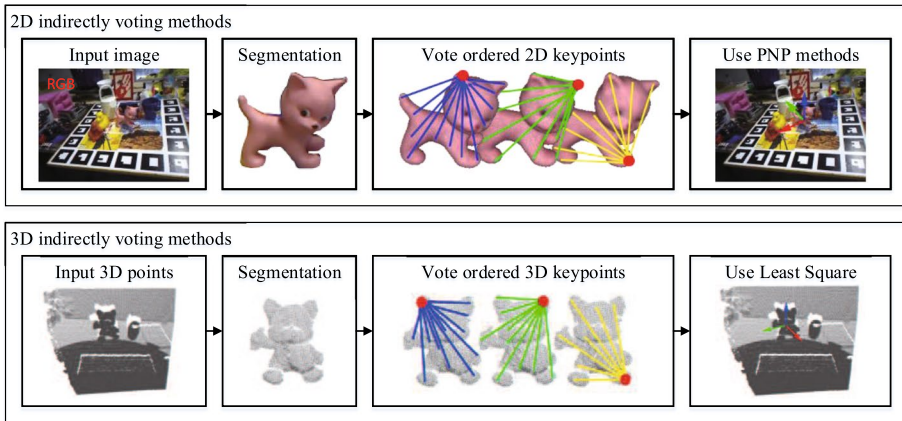 2D indirectly voting methods
Input image
Segmentation
Vote ordered 2D keypoints
Use PNP methods
RGB
3D indirectly voting methods
Input 3D points
Segmentation
Vote ordered 3D keypoints
Use Least Square